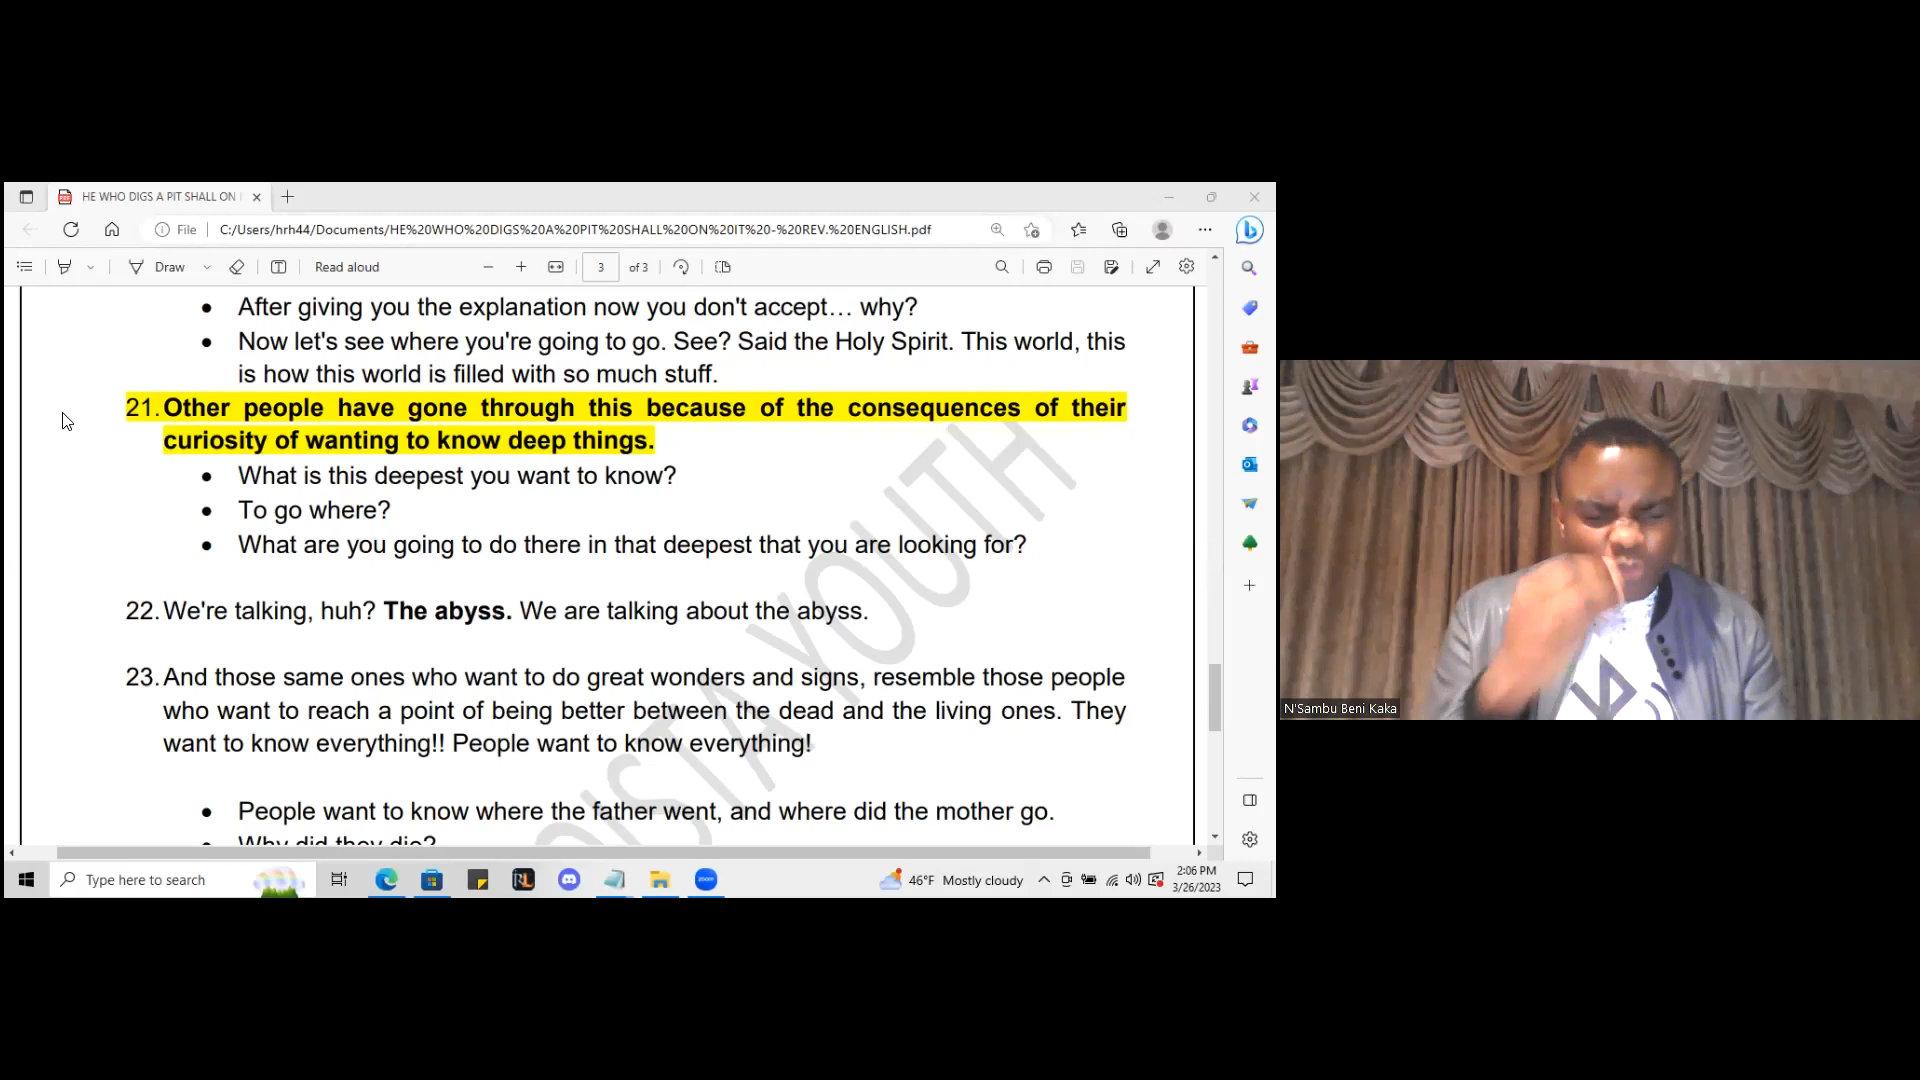 HE WHO DIGS A PIT SHALL ON
File
C:/Users/hrh44/Documents/HE%20WHO%20DIGS%20A%20PIT%20SHALL%20ON%20IT%20-%20REV.%20ENGLISH.pdf
Draw
Read aloud
3
of 3
• After giving you the explanation now you don't accept… why?
• Now let's see where you're going to go. See? Said the Holy Spirit. This world, this
is how this world is filled with so much stuff.
21. Other people have gone through this because of the consequences of their
curiosity of wanting to know deep things.
• What is this deepest you want to know?
• To go where?
• What are you going to do there in that deepest that you are looking for?
22. We're talking, huh? The abyss. We are talking about the abyss.
23. And those same ones who want to do great wonders and signs, resemble those people
who want to reach a point of being better between the dead and the living ones. They
want to know everything!! People want to know everything!
• People want to know where the father went, and where did the mother go.
• Why did they die?
YOUTH
Type here to search
46°F Mostly cloudy
2:06 PM
3/26/2023
N'Sambu Beni Kaka